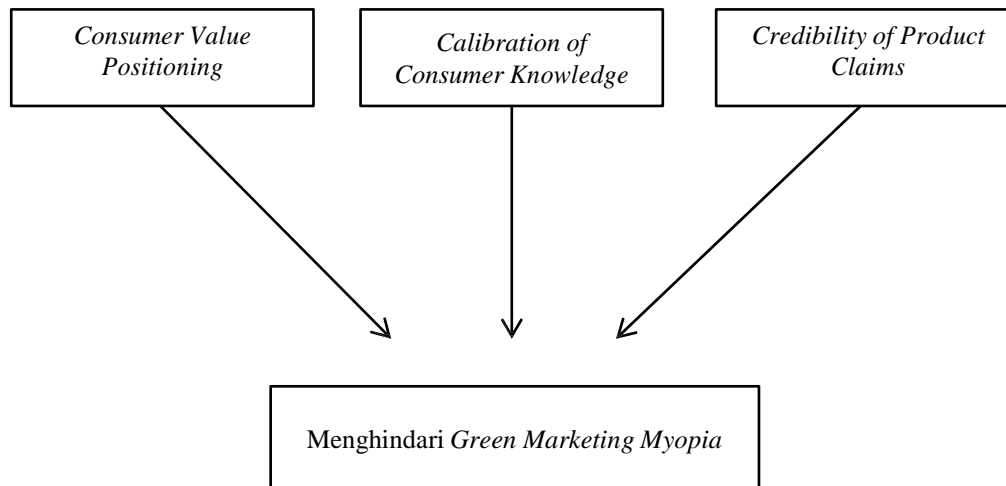 Consumer Value
Positioning
Calibration of
Consumer Knowledge
Credibility of Product
Claims
Menghindari Green Marketing Myopia